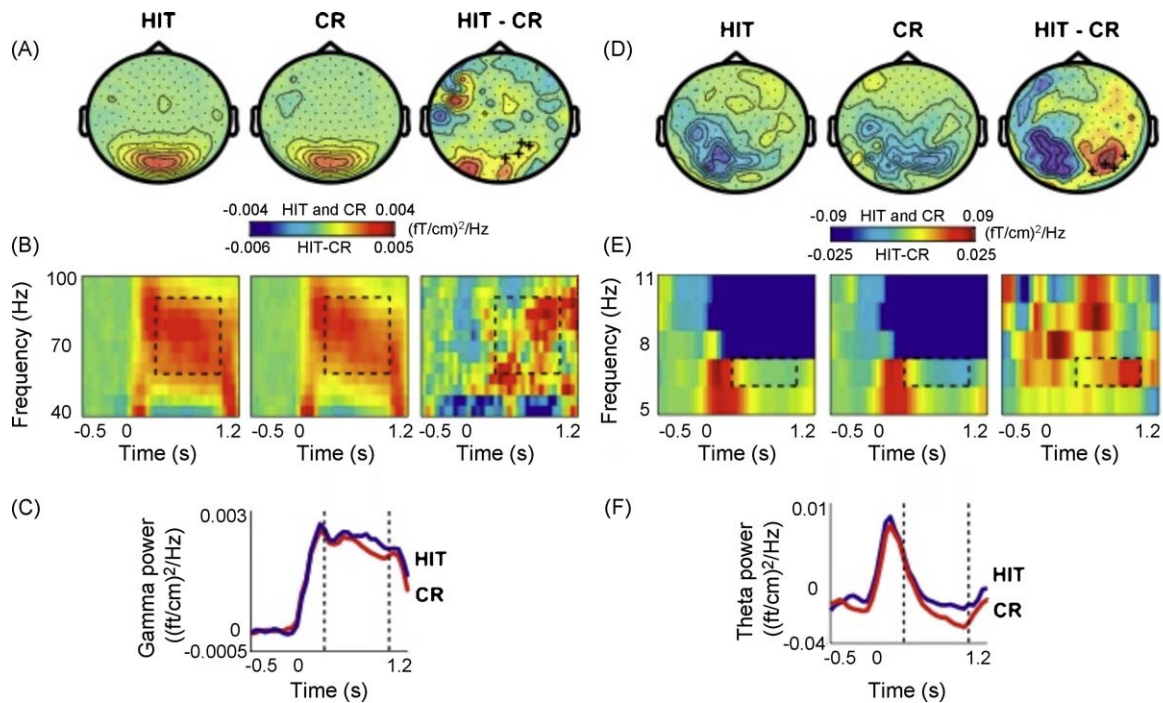 (A)
HIT
CR
HIT - CR
-0.004 HIT and CR 0.004
-0.006 HIT-CR 0.005
(fT/cm)²/Hz
(B)
Frequency (Hz)
100
70
40
-0.5 0 1.2
-0.5 0 1.2
-0.5 0 1.2
Time (s)
Time (s)
Time (s)
(C)
Gamma power
((ft/cm)²/Hz)
0.003
0
-0.0005
HIT
CR
-0.5 0 1.2
Time (s)
(D)
HIT
CR
HIT - CR
-0.09 HIT and CR 0.09
-0.025 HIT-CR 0.025
(fT/cm)²/Hz
(E)
Frequency (Hz)
11
8
5
-0.5 0 1.2
-0.5 0 1.2
-0.5 0 1.2
Time (s)
Time (s)
Time (s)
(F)
Theta power
((ft/cm)²/Hz)
0.01
0
-0.04
HIT
CR
-0.5 0 1.2
Time (s)